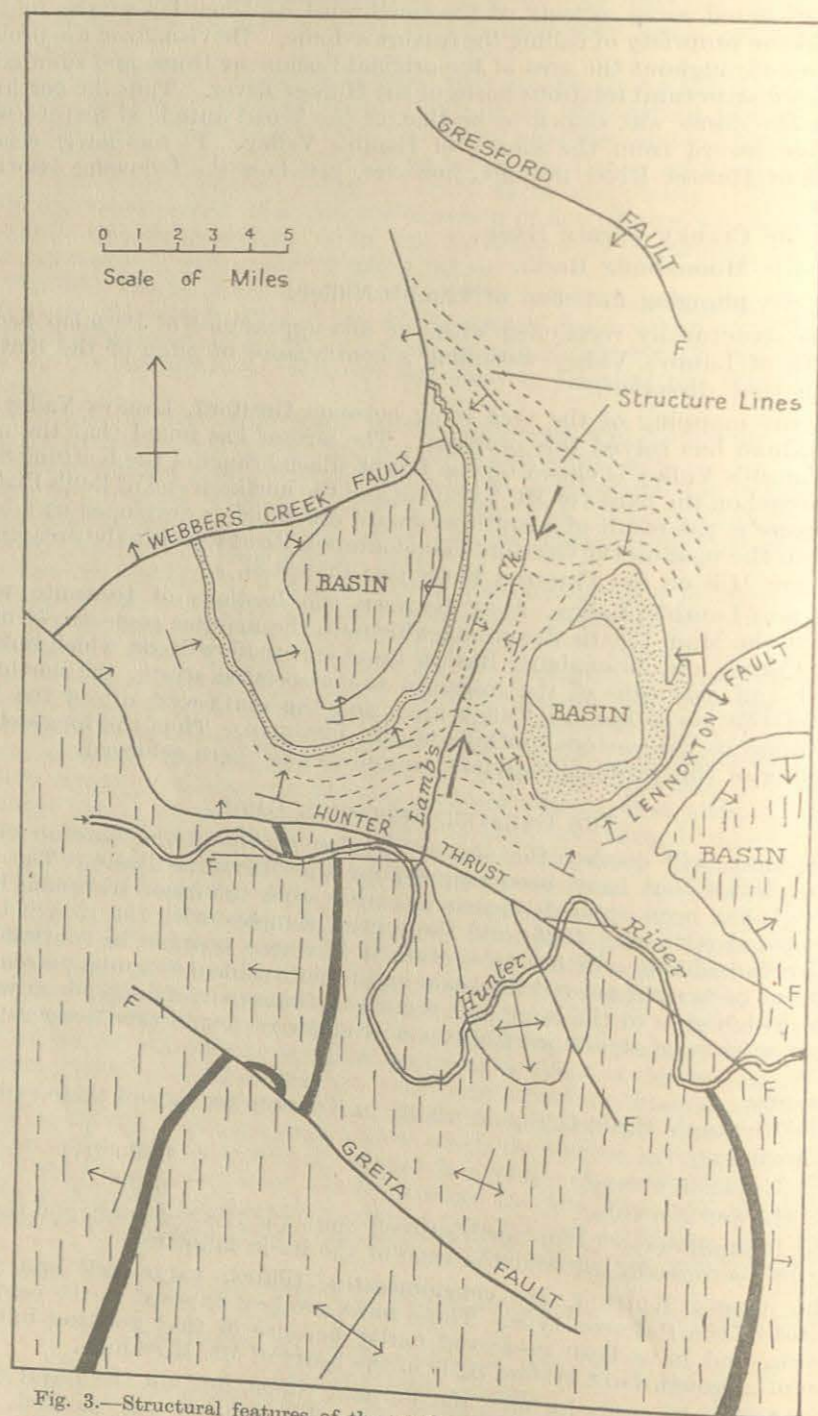 GRESFORD FAULT
F
0 1 2 3 4 5
Scale of Miles
Structure Lines
WEBBER'S CREEK FAULT
BASIN
Ck.
Lambs
BASIN
LENNOXTON FAULT
BASIN
HUNTER THRUST
F
Hunter River
F
F
F
F
GRETA FAULT
Fig. 3.—Structural features of